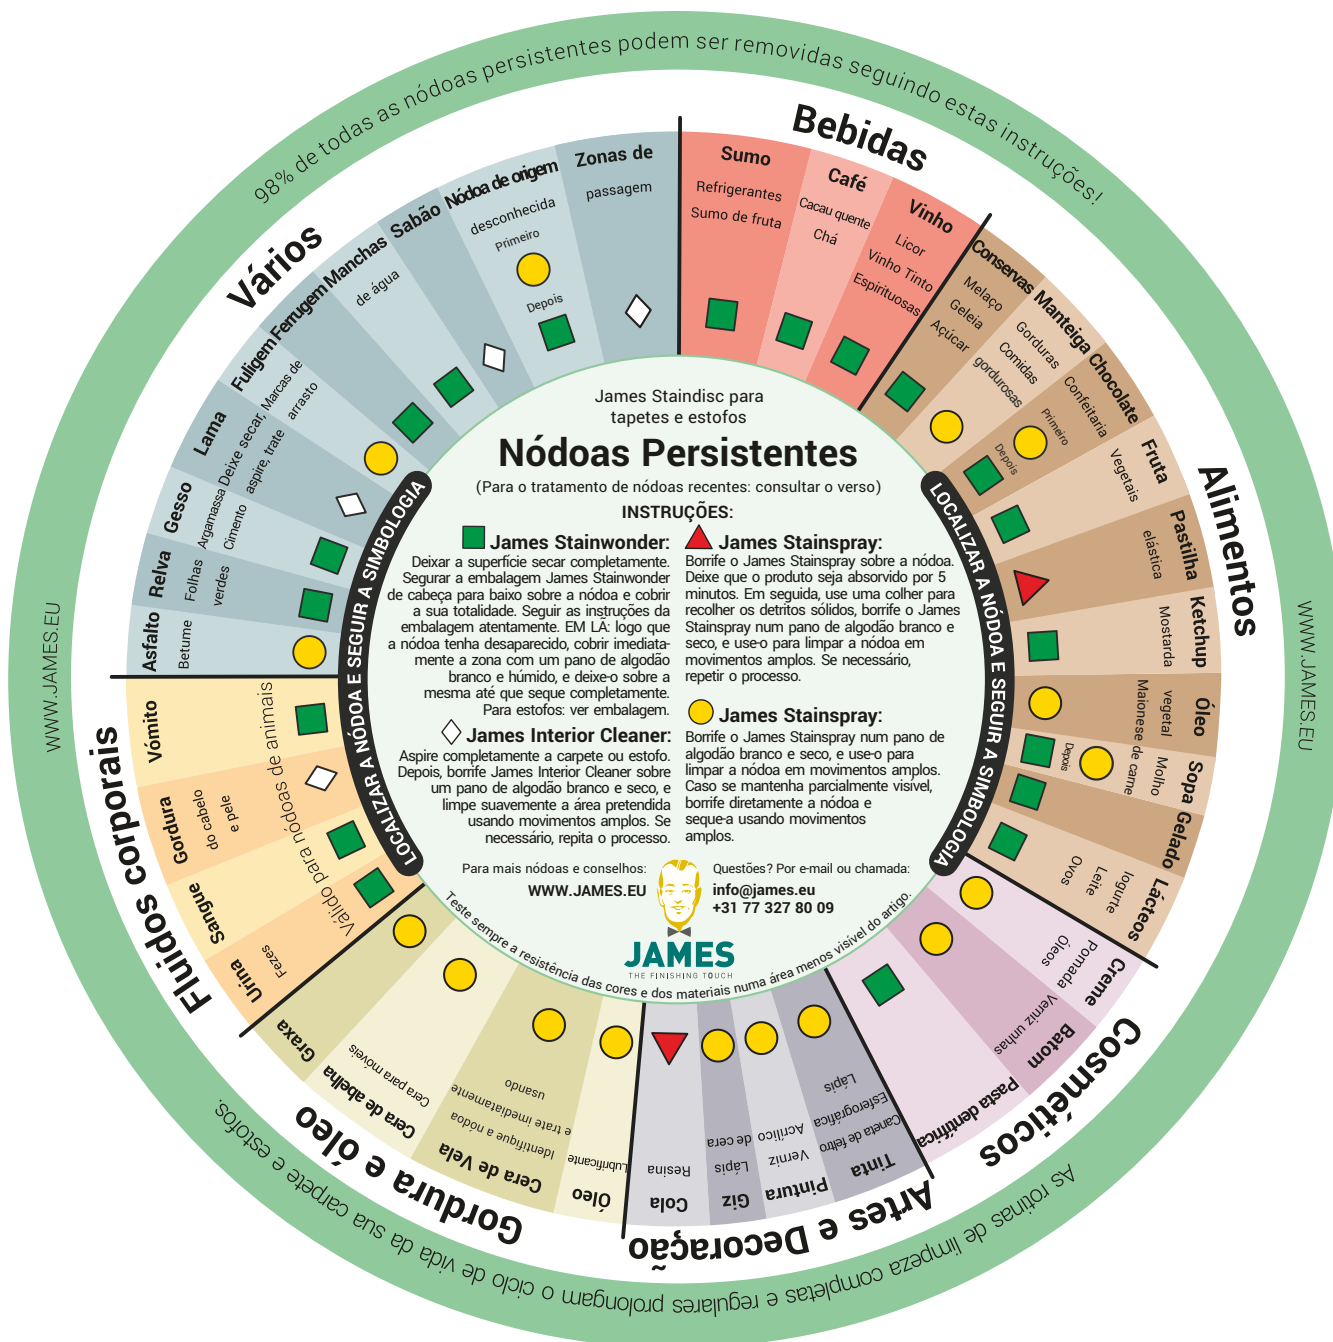 98% de todas as nódoas persistentes podem ser removidas seguindo estas instruções!
WWW.JAMES.EU
As rotinas de limpeza completas e regulares prolongam o ciclo de vida da sua carpete e estofos.
WWW.JAMES.EU
Bebidas
Sumo
Refrigerantes
Sumo de fruta
Café
Cacau quente
Chá
Vinho
Licor
Vinho Tinto
Espirituosas
Alimentos
Conservas
Melaço
Geleia
Açúcar
Manteiga
Gorduras
Comidas
gordurosas
Chocolate
Confeitaria
Primeiro
Depois
Fruta
Vegetais
Pastilha
elástica
Ketchup
Mostarda
Óleo
vegetal
Maionese
Sopa
Molho
de carne
Depois
Gelado
Lácteos
Iogurte
Leite
Ovos
Cosméticos
Creme
Pomada
Óleos
Batom
Verniz unhas
Pasta dentífrica
Artes e Decoração
Tinta
Caneta de feltro
Esferográfica
Lápis
Pintura
Verniz
Acrílico
Giz
Lápis
de cera
Cola
Resina
Gordura e óleo
Óleo
Lubrificante
Cera de Vela
Identifique a nódoa
e trate imediatamente
usando
Cera de abelha
Cera para móveis
Graxa
Fluidos corporais
Urina
Fezes
Sangue
Gordura
do cabelo
e pele
Vómito
Válido para nódoas de animais
Vários
Asfalto
Betume
Relva
Folhas
verdes
Gesso
Argamassa
Cimento
Lama
Deixe secar,
aspire, trate
Fuligem
Marcas de
arrasto
Ferrugem
Manchas
de água
Sabão
Nódoa de origem
desconhecida
Primeiro
Depois
Zonas de
passagem
LOCALIZAR A NÓDOA E SEGUIR A SIMBOLOGIA
LOCALIZAR A NÓDOA E SEGUIR A SIMBOLOGIA
James Staindisc para
tapetes e estofos
Nódoas Persistentes
(Para o tratamento de nódoas recentes: consultar o verso)
INSTRUÇÕES:
James Stainwonder:
Deixar a superfície secar completamente.
Segurar a embalagem James Stainwonder
de cabeça para baixo sobre a nódoa e cobrir
a sua totalidade. Seguir as instruções da
embalagem atentamente. EM LÃ: logo que
a nódoa tenha desaparecido, cobrir imediata-
mente a zona com um pano de algodão
branco e húmido, e deixe-o sobre a
mesma até que seque completamente.
Para estofos: ver embalagem.
James Interior Cleaner:
Aspire completamente a carpete ou estofo.
Depois, borrife James Interior Cleaner sobre
um pano de algodão branco e seco, e
limpe suavemente a área pretendida
usando movimentos amplos. Se
necessário, repita o processo.
James Stainspray:
Borrife o James Stainspray sobre a nódoa.
Deixe que o produto seja absorvido por 5
minutos. Em seguida, use uma colher para
recolher os detritos sólidos, borrife o James
Stainspray num pano de algodão branco e
seco, e use-o para limpar a nódoa em
movimentos amplos. Se necessário,
repetir o processo.
James Stainspray:
Borrife o James Stainspray num pano de
algodão branco e seco, e use-o para
limpar a nódoa em movimentos amplos.
Caso se mantenha parcialmente visivel,
borrife diretamente a nódoa e
seque-a usando movimentos
amplos.
Para mais nódoas e conselhos:
WWW.JAMES.EU
Questões? Por e-mail ou chamada:
info@james.eu
+31 77 327 80 09
JAMES
THE FINISHING TOUCH
Teste sempre a resistência das cores e dos materiais numa área menos visível do artigo.